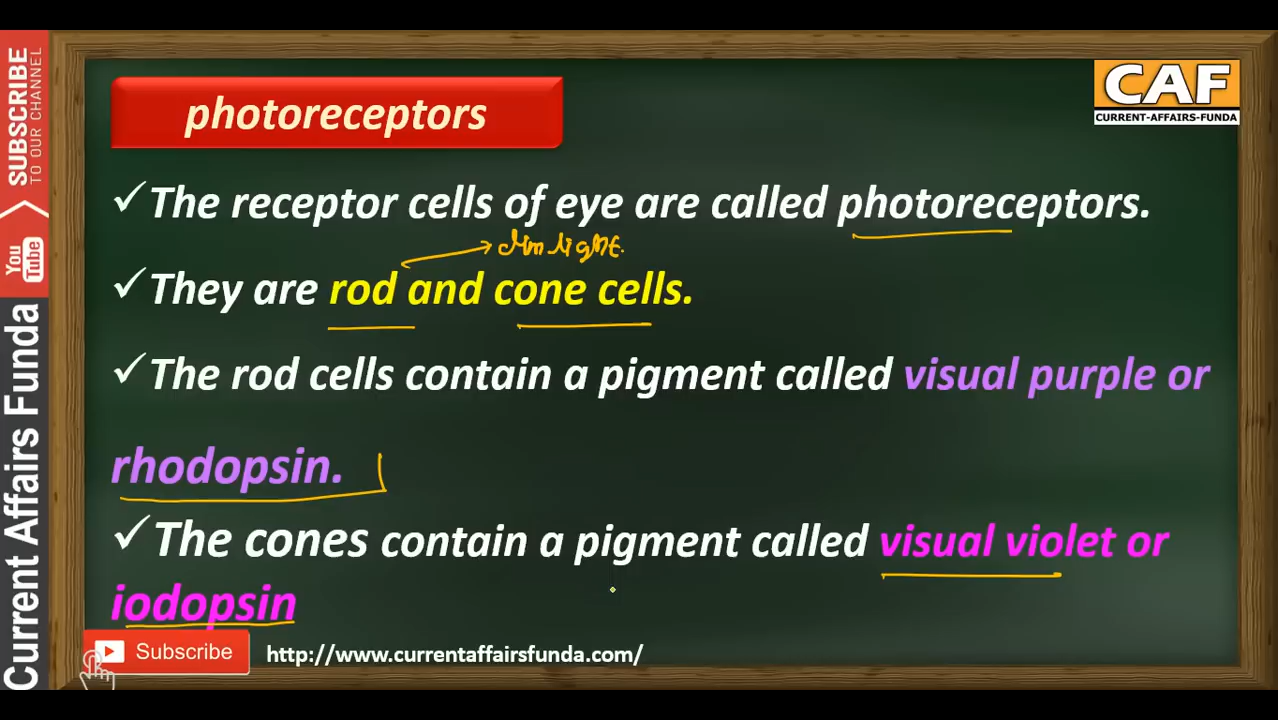 photoreceptors
CAF
CURRENT-AFFAIRS-FUNDA
SUBSCRIBE
TO OUR CHANNEL
You
Tube
Current Affairs Funda
✓The receptor cells of eye are called photoreceptors.
Dim light.
✓They are rod and cone cells.
✓The rod cells contain a pigment called visual purple or
rhodopsin.
✓The cones contain a pigment called visual violet or
iodopsin
Subscribe
http://www.currentaffairsfunda.com/